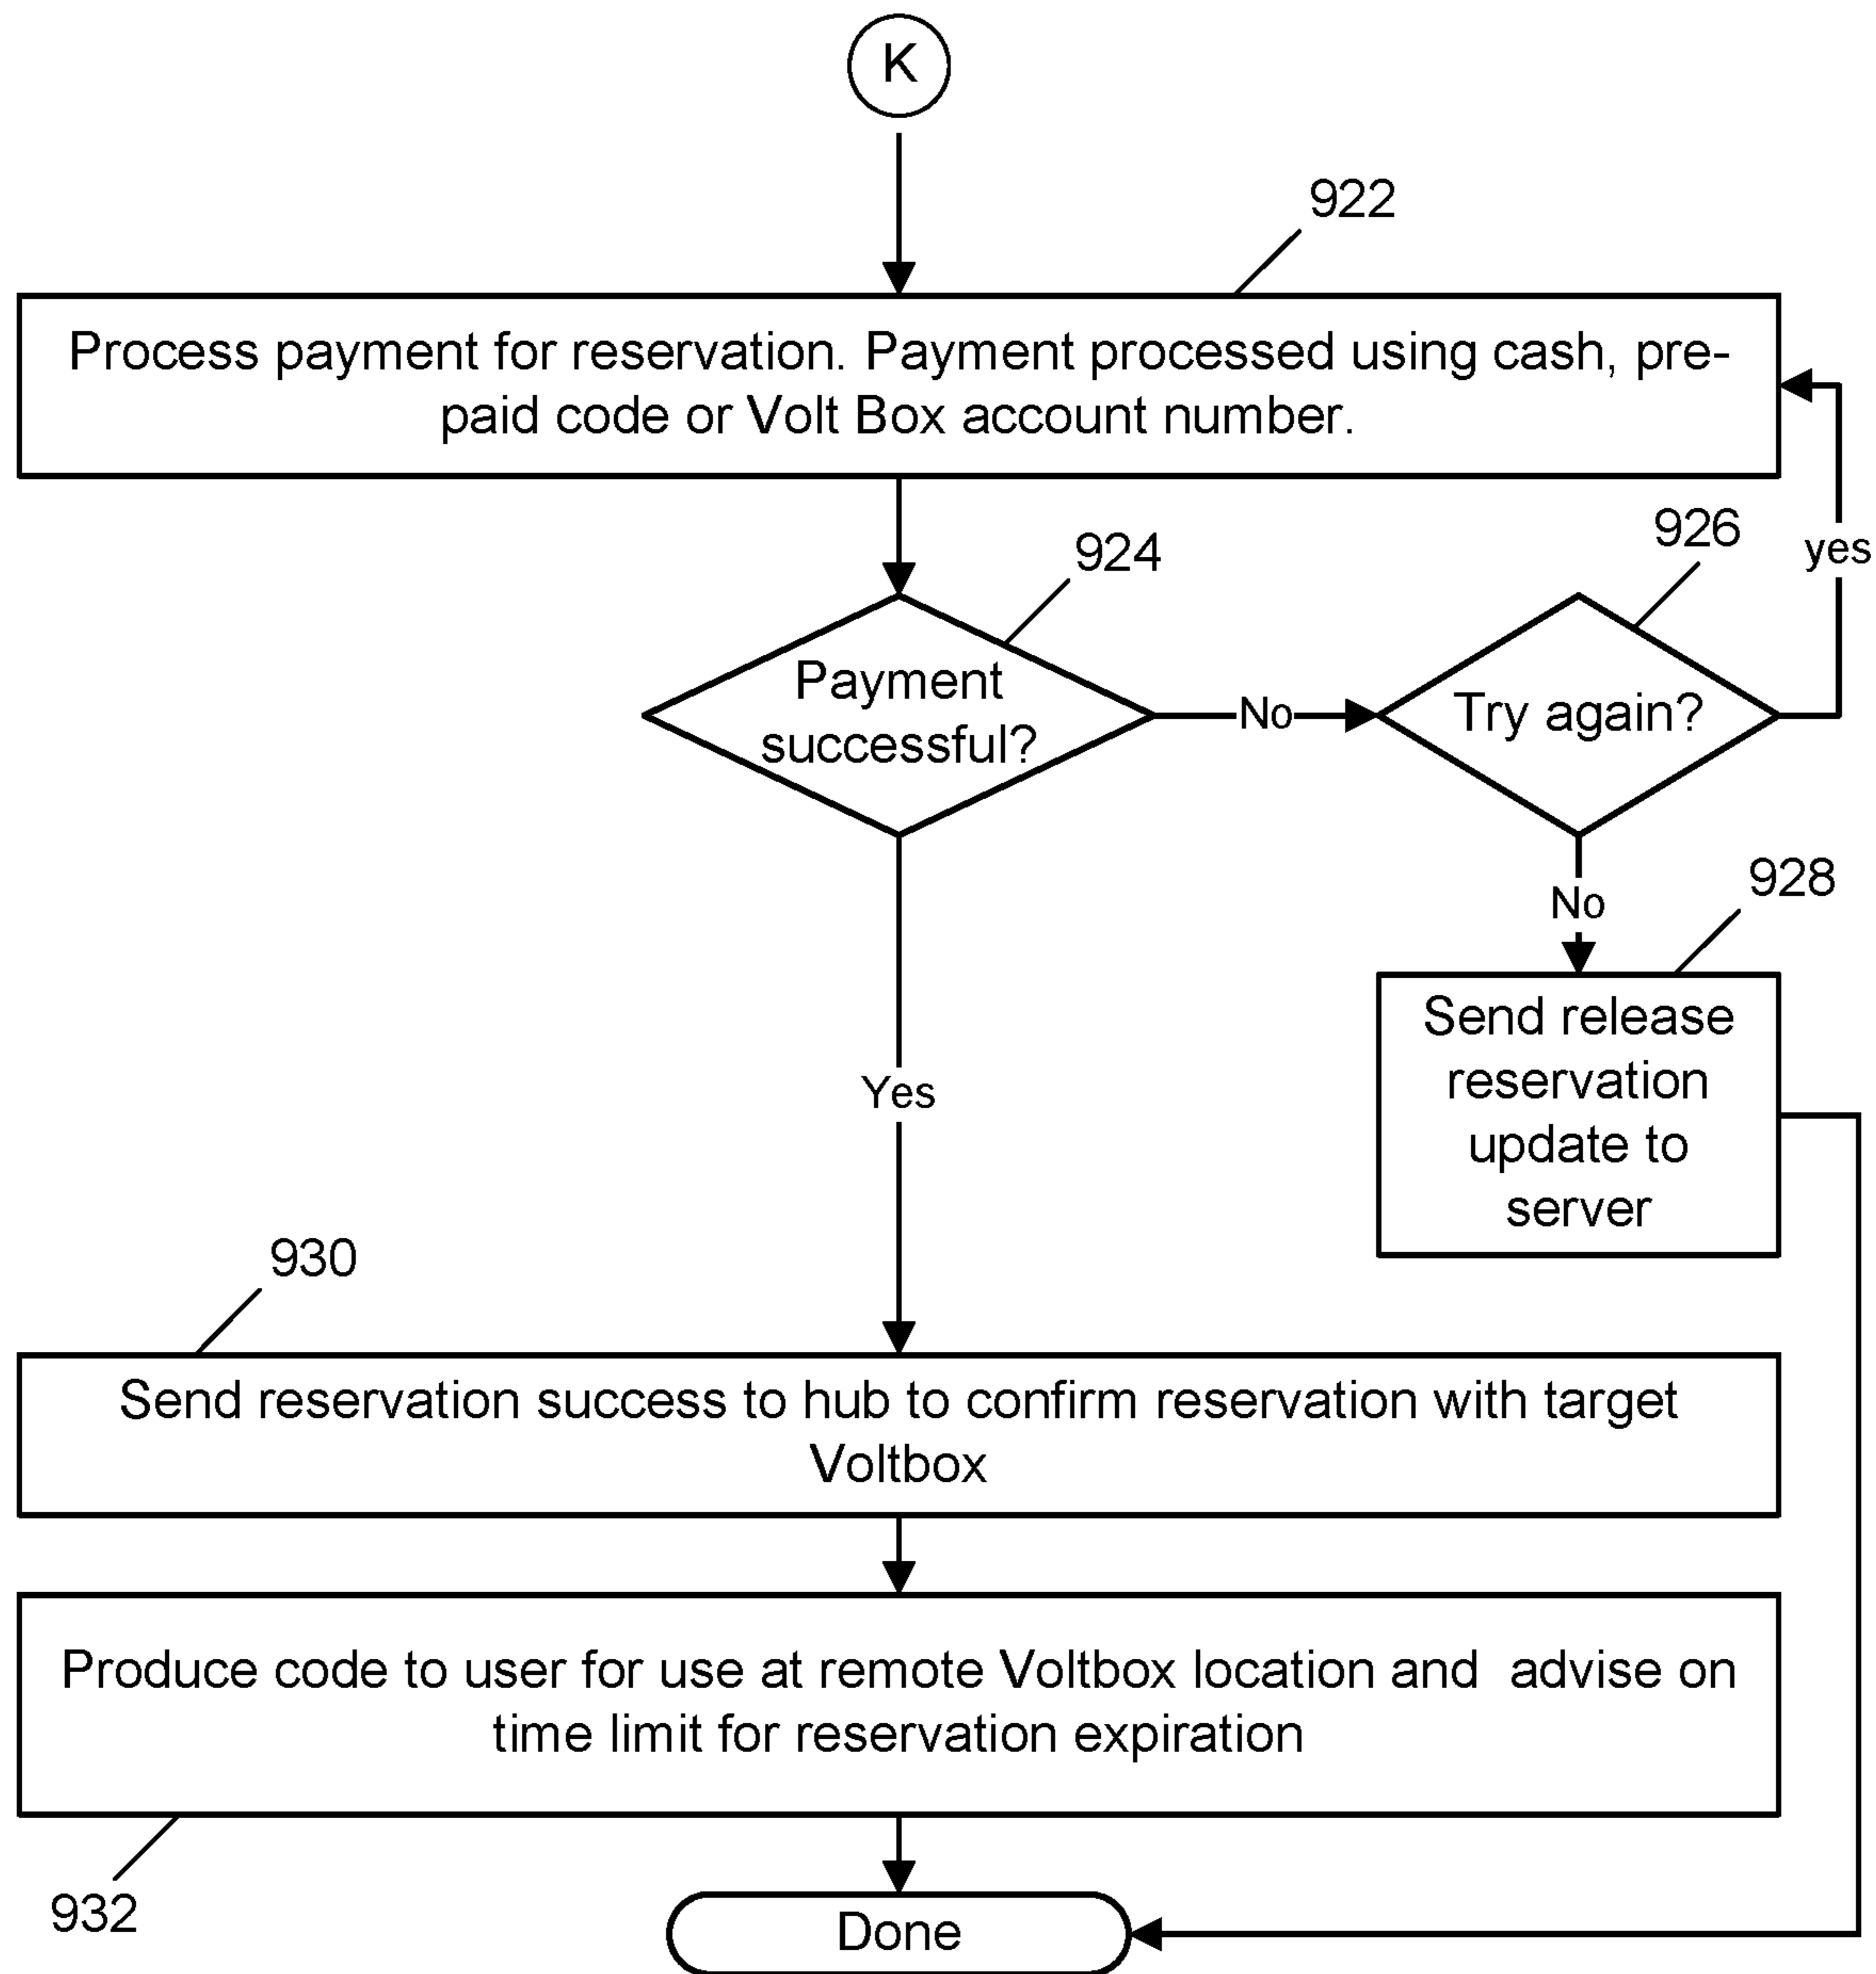 K
922
Process payment for reservation. Payment processed using cash, pre-
paid code or Volt Box account number.
924
926
yes
Payment
successful?
No
Try again?
No
928
Send release
reservation
update to
server
Yes
930
Send reservation success to hub to confirm reservation with target
Voltbox
Produce code to user for use at remote Voltbox location and  advise on
time limit for reservation expiration
932
Done